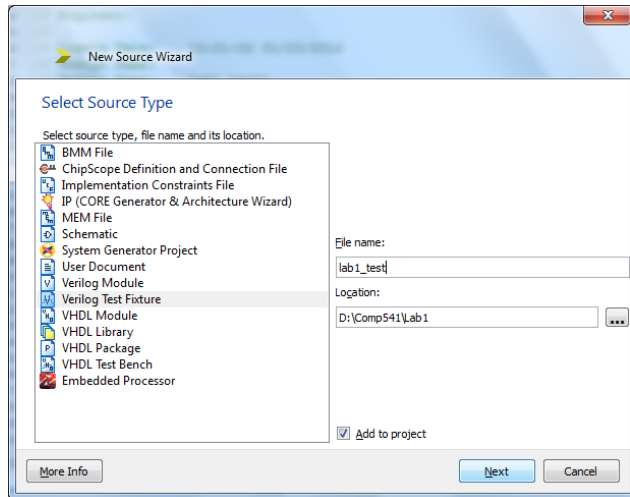 New Source Wizard
Select Source Type
Select source type, file name and its location.
BMM File
ChipScope Definition and Connection File
Implementation Constraints File
IP (CORE Generator & Architecture Wizard)
MEM File
Schematic
System Generator Project
User Document
Verilog Module
Verilog Test Fixture
VHDL Module
VHDL Library
VHDL Package
VHDL Test Bench
Embedded Processor
File name:
lab1_test
Location:
D:\Comp541\Lab1
...
Add to project
More Info
Next
Cancel